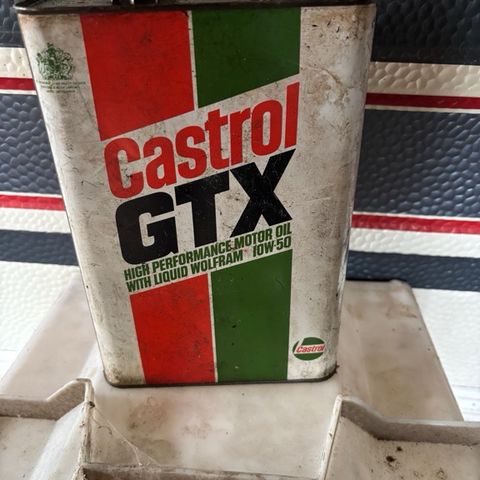 Castrol
GTX
HIGH PERFORMANCE MOTOR OIL
WITH LIQUID WOLFRAM* 10W-50
Castrol